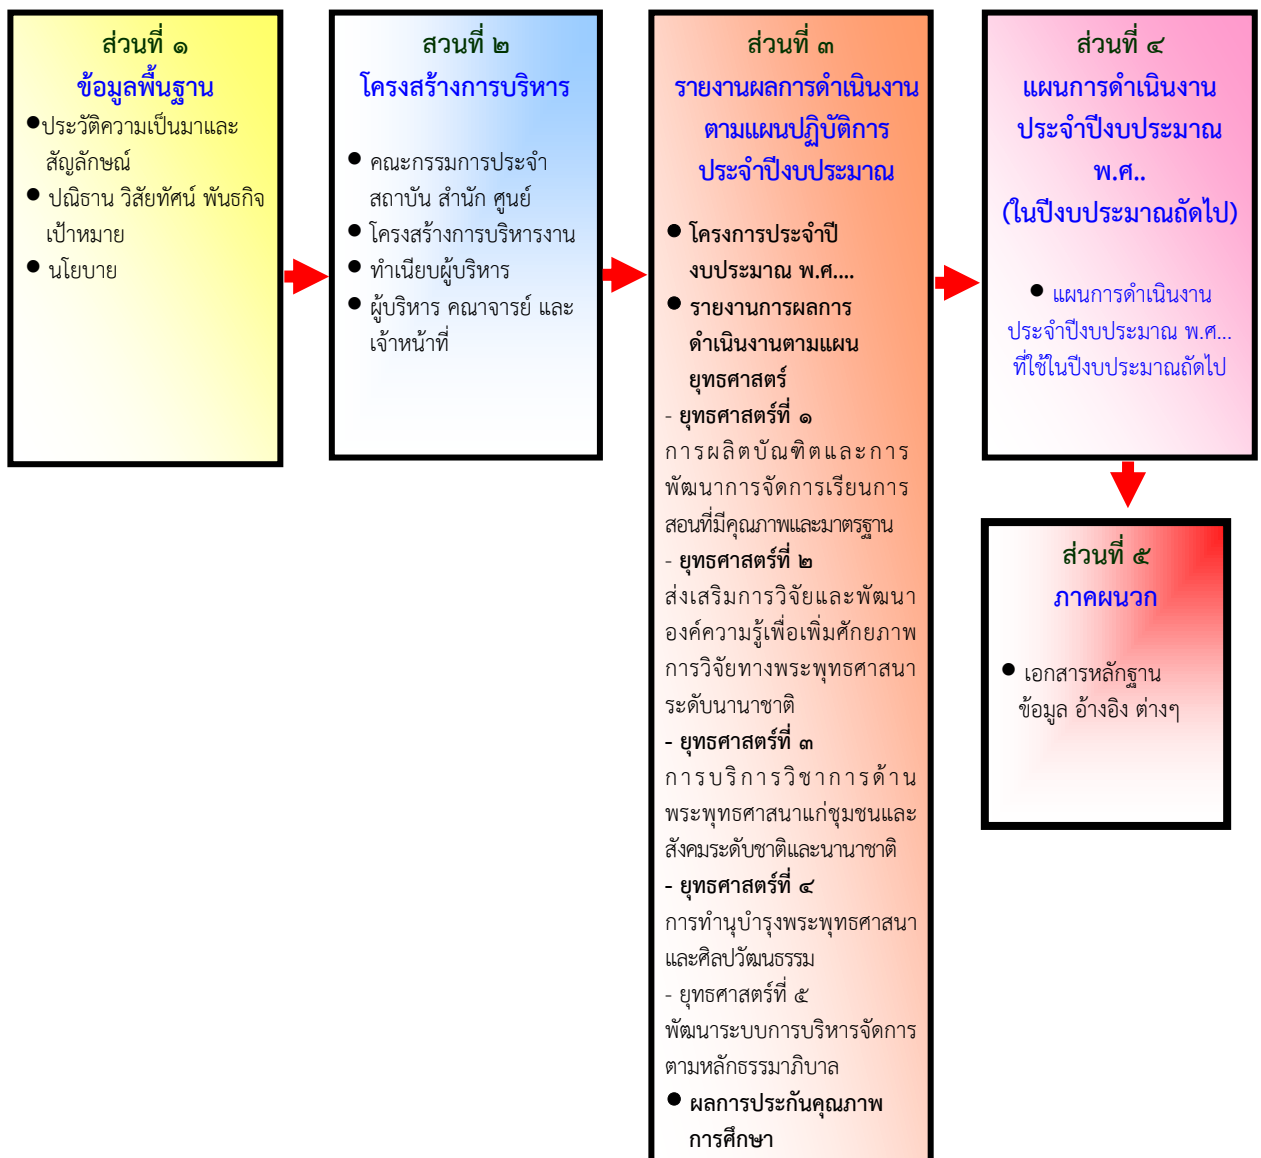 ส่วนที่ ๑
ข้อมูลพื้นฐาน
●ประวัติความเป็นมาและ
สัญลักษณ์
● ปณิธาน วิสัยทัศน์ พันธกิจ
เป้าหมาย
● นโยบาย
สวนที่ ๒
โครงสร้างการบริหาร
● คณะกรรมการประจำ
สถาบัน สำนัก ศูนย์
● โครงสร้างการบริหารงาน
● ทำเนียบผู้บริหาร
● ผู้บริหาร คณาจารย์ และ
เจ้าหน้าที่
ส่วนที่ ๓
รายงานผลการดำเนินงาน
ตามแผนปฏิบัติการ
ประจำปีงบประมาณ
● โครงการประจำปี
งบประมาณ พ.ศ....
● รายงานการผลการ
ดำเนินงานตามแผน
ยุทธศาสตร์
- ยุทธศาสตร์ที่ ๑
การผลิตบัณฑิตและการ
พัฒนาการจัดการเรียนการ
สอนที่มีคุณภาพและมาตรฐาน
- ยุทธศาสตร์ที่ ๒
ส่งเสริมการวิจัยและพัฒนา
องค์ความรู้เพื่อเพิ่มศักยภาพ
การวิจัยทางพระพุทธศาสนา
ระดับนานาชาติ
- ยุทธศาสตร์ที่ ๓
การบริการวิชาการด้าน
พระพุทธศาสนาแก่ชุมชนและ
สังคมระดับชาติและนานาชาติ
- ยุทธศาสตร์ที่ ๔
การทำนุบำรุงพระพุทธศาสนา
และศิลปวัฒนธรรม
- ยุทธศาสตร์ที่ ๕
พัฒนาระบบการบริหารจัดการ
ตามหลักธรรมาภิบาล
● ผลการประกันคุณภาพ
การศึกษา
ส่วนที่ ๔
แผนการดำเนินงาน
ประจำปีงบประมาณ
พ.ศ..
(ในปีงบประมาณถัดไป)
● แผนการดำเนินงาน
ประจำปีงบประมาณ พ.ศ...
ที่ใช้ในปีงบประมาณถัดไป
ส่วนที่ ๕
ภาคผนวก
● เอกสารหลักฐาน
ข้อมูล อ้างอิง ต่างๆ